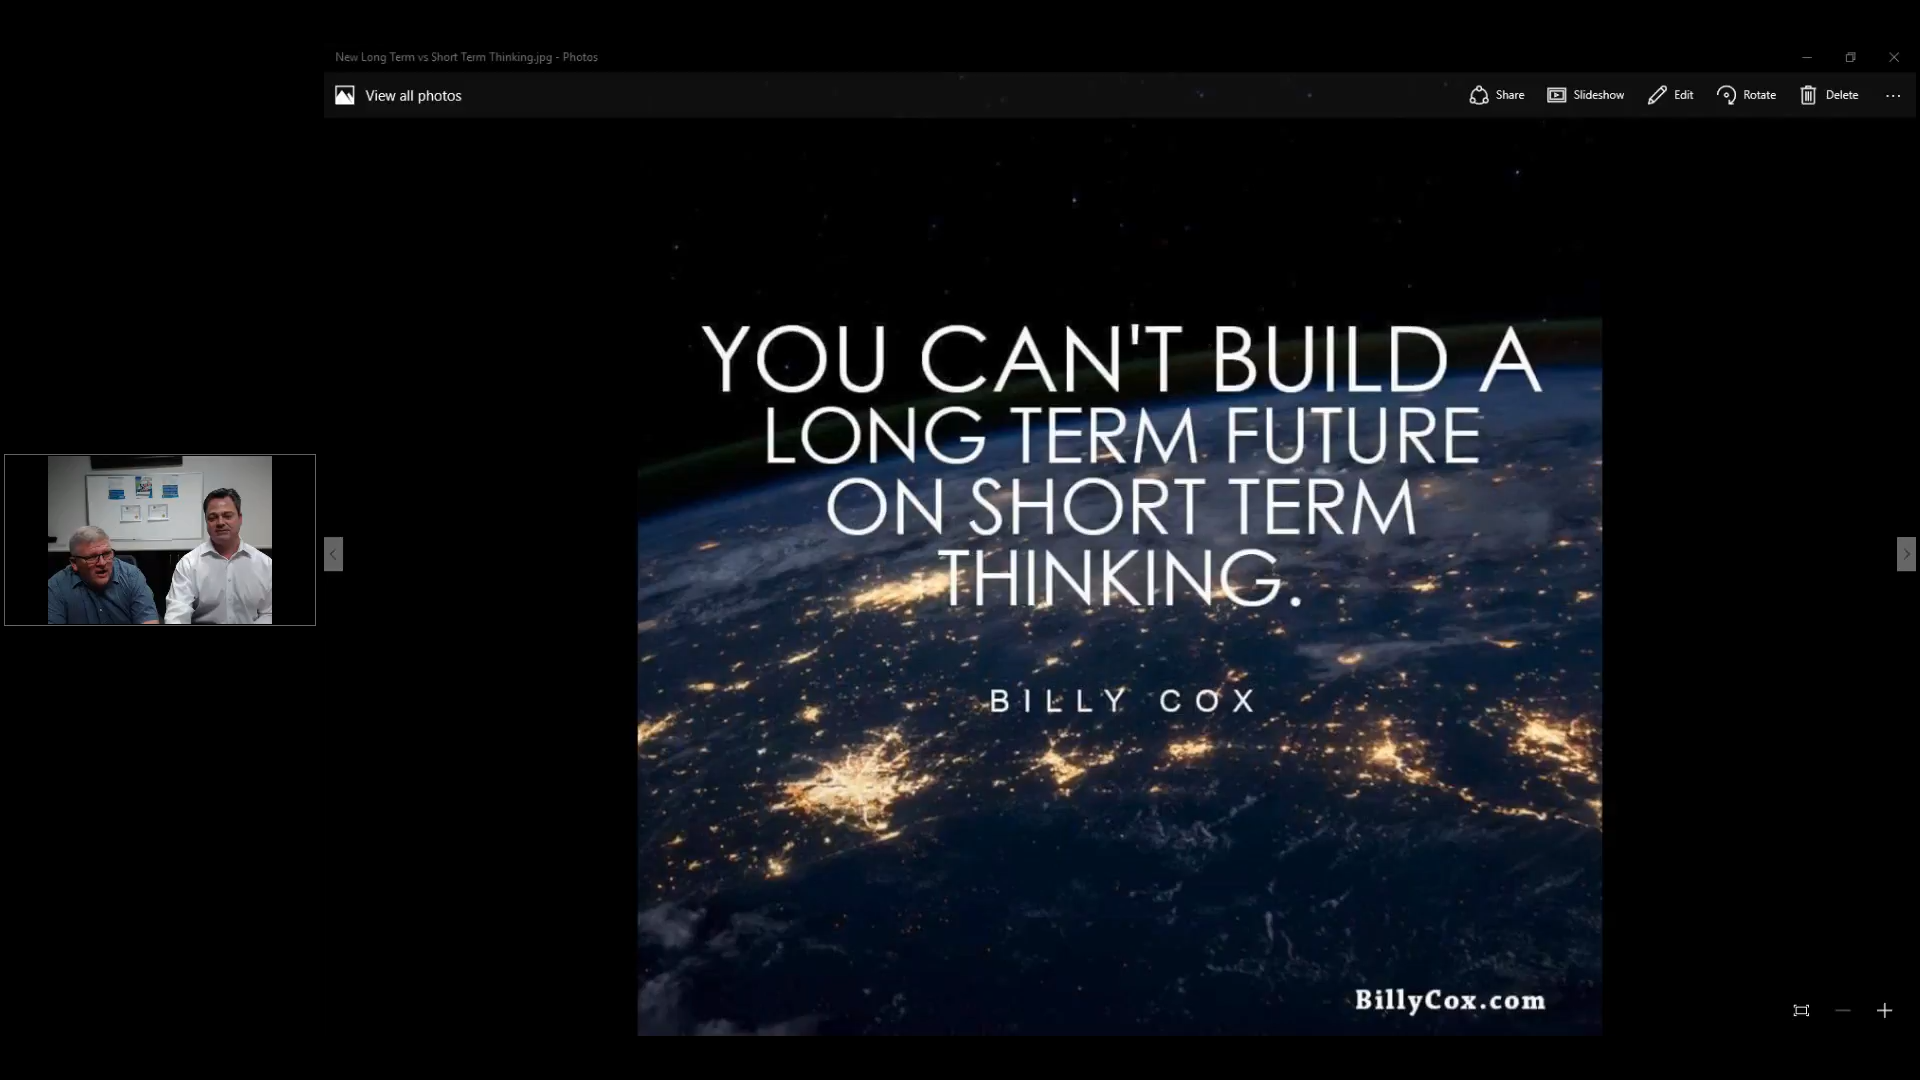 New Long Term vs Short Term Thinking.jpg - Photos
View all photos
Share
Slideshow
Edit
Rotate
Delete
YOU CAN'T BUILD A
LONG TERM FUTURE
ON SHORT TERM
THINKING.
BILLY COX
BillyCox.com